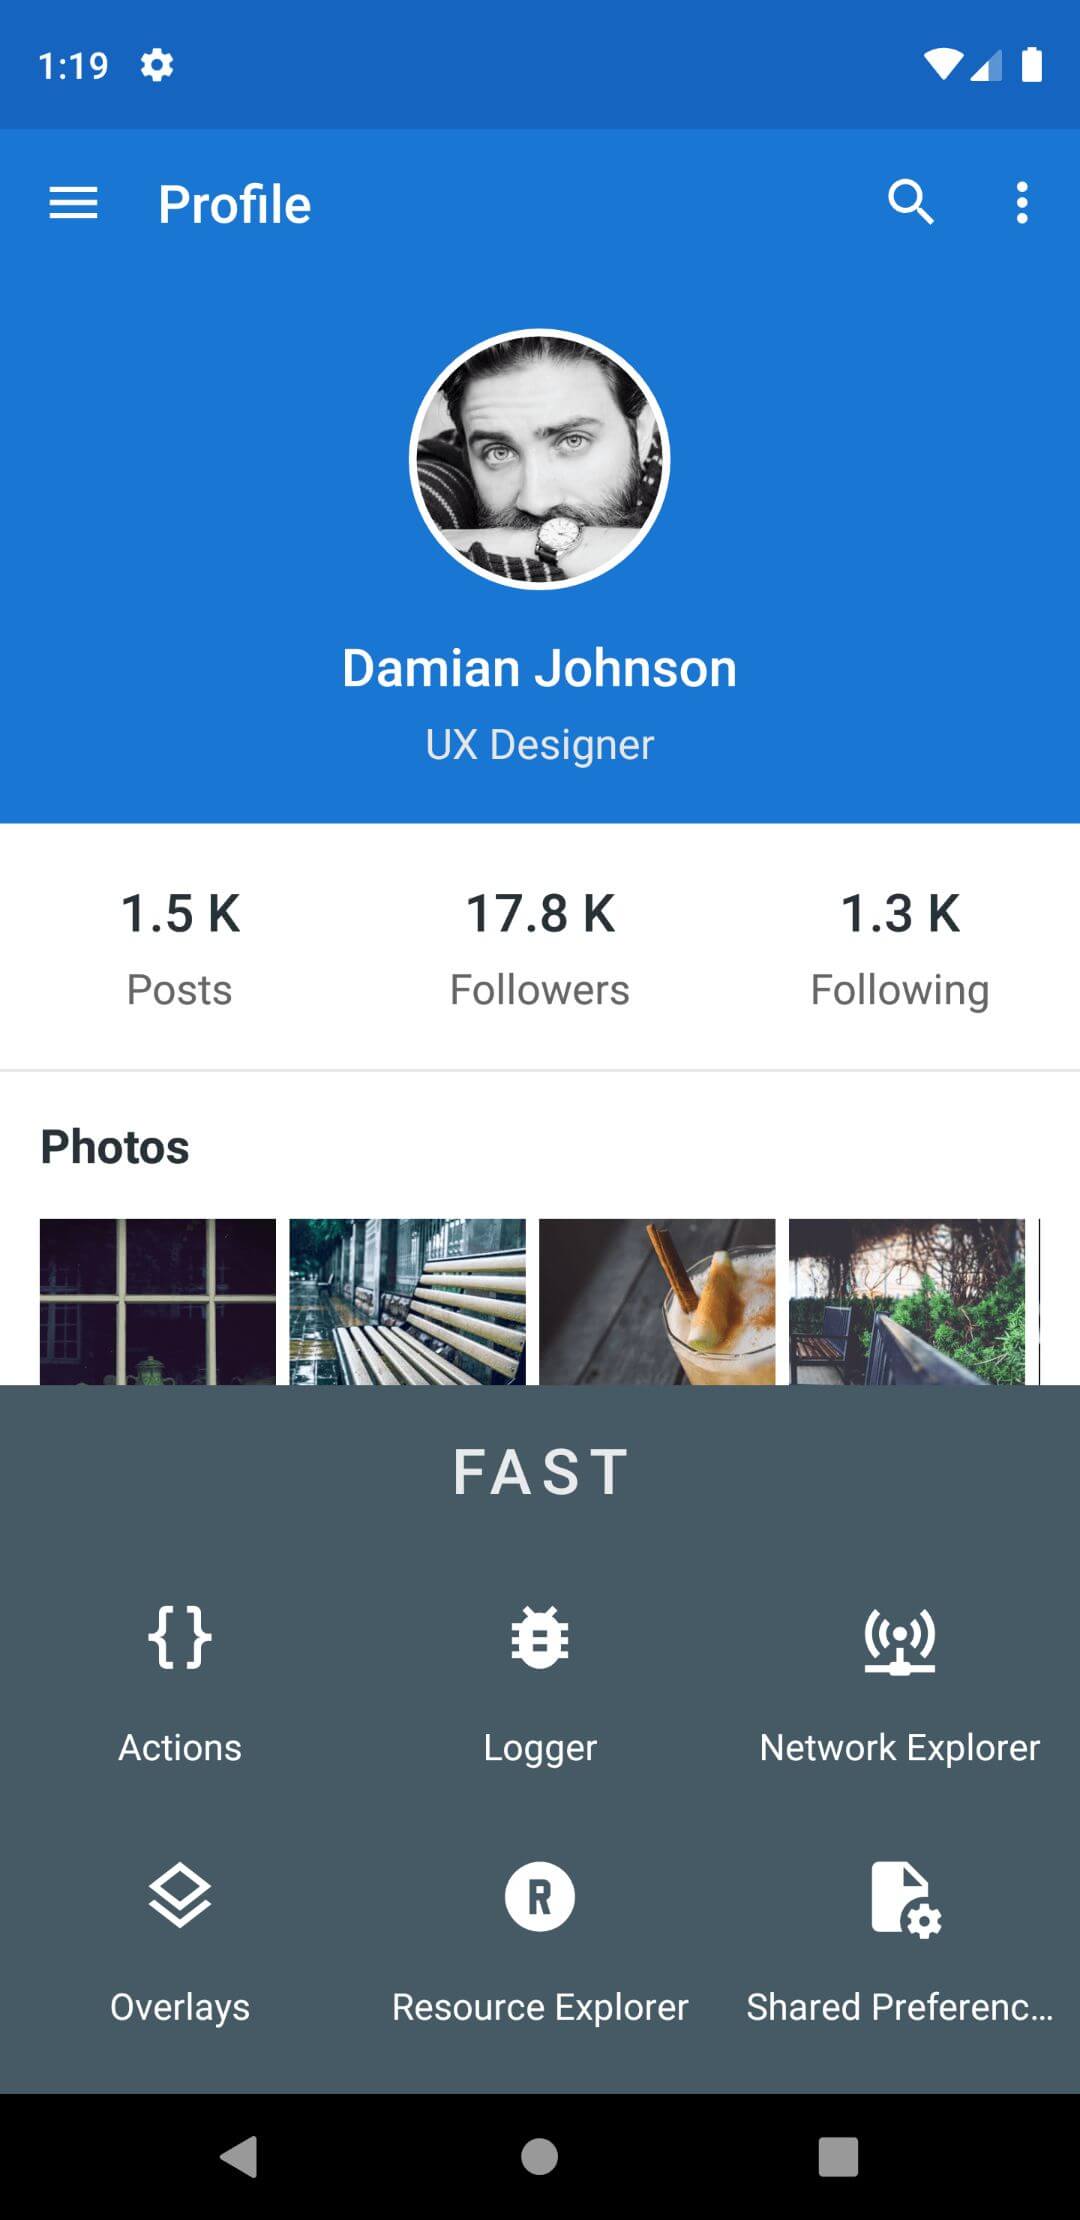 1:19
Profile
Damian Johnson
UX Designer
1.5 K 17.8 K 1.3 K
Posts Followers Following
Photos
FAST
Actions Logger Network Explorer
Overlays Resource Explorer Shared Preferenc...